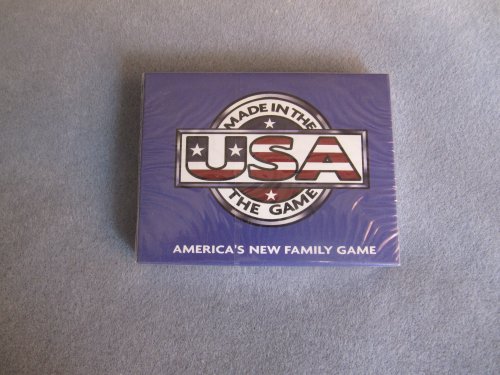 MADE IN THE
USA
THE GAME
AMERICA'S NEW FAMILY GAME